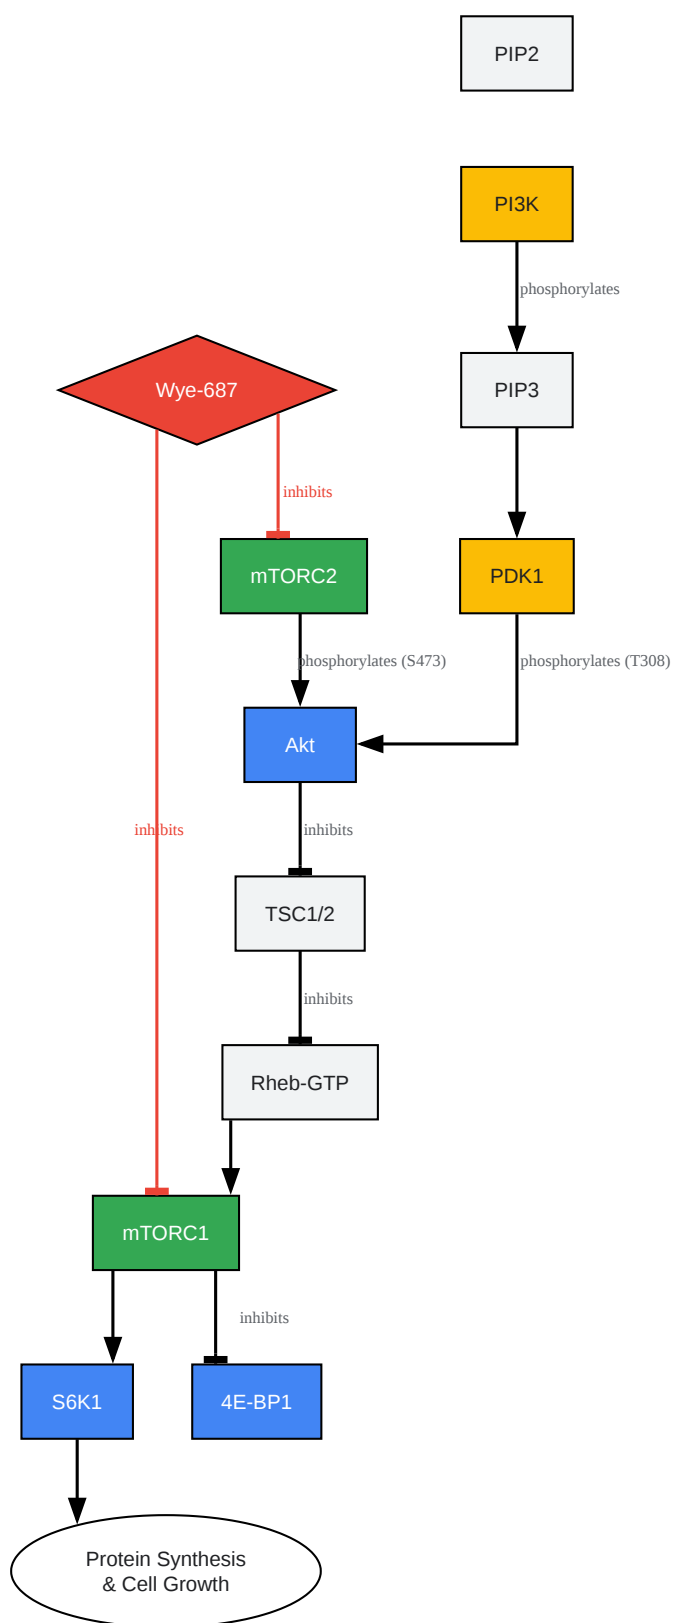 PIP2
PI3K
phosphorylates
Wye-687
PIP3
inhibits
mTORC2
PDK1
phosphorylates (S473)
phosphorylates (T308)
Akt
inhibits
inhibits
TSC1/2
inhibits
Rheb-GTP
mTORC1
inhibits
S6K1
4E-BP1
Protein Synthesis
& Cell Growth